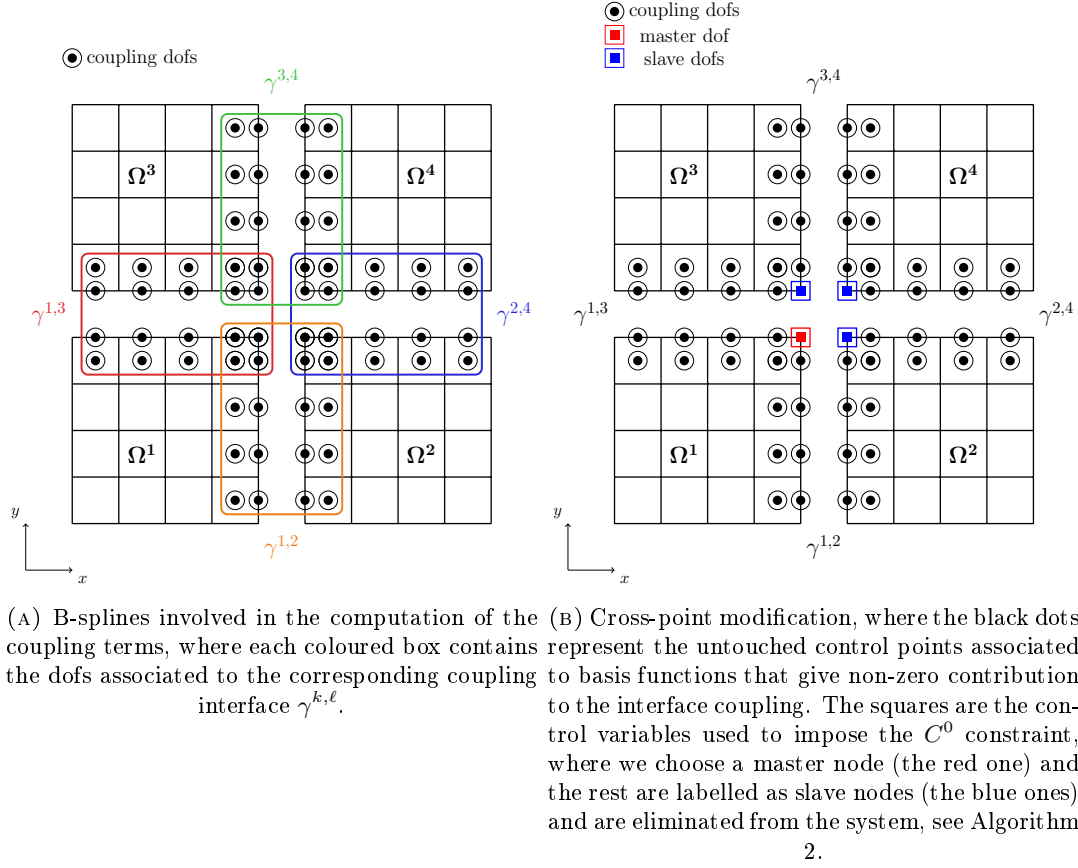 coupling dofs
γ^{3,4}
Ω³
Ω⁴
γ^{1,3}
γ^{2,4}
Ω¹
Ω²
γ^{1,2}
y
x
coupling dofs
master dof
slave dofs
γ^{3,4}
Ω³
Ω⁴
γ^{1,3}
γ^{2,4}
Ω¹
Ω²
γ^{1,2}
y
x
(A) B-splines involved in the computation of the
coupling terms, where each coloured box contains
the dofs associated to the corresponding coupling
interface γ^{k,ℓ}.
(B) Cross-point modification, where the black dots
represent the untouched control points associated
to basis functions that give non-zero contribution
to the interface coupling. The squares are the con-
trol variables used to impose the C⁰ constraint,
where we choose a master node (the red one) and
the rest are labelled as slave nodes (the blue ones)
and are eliminated from the system, see Algorithm
2.